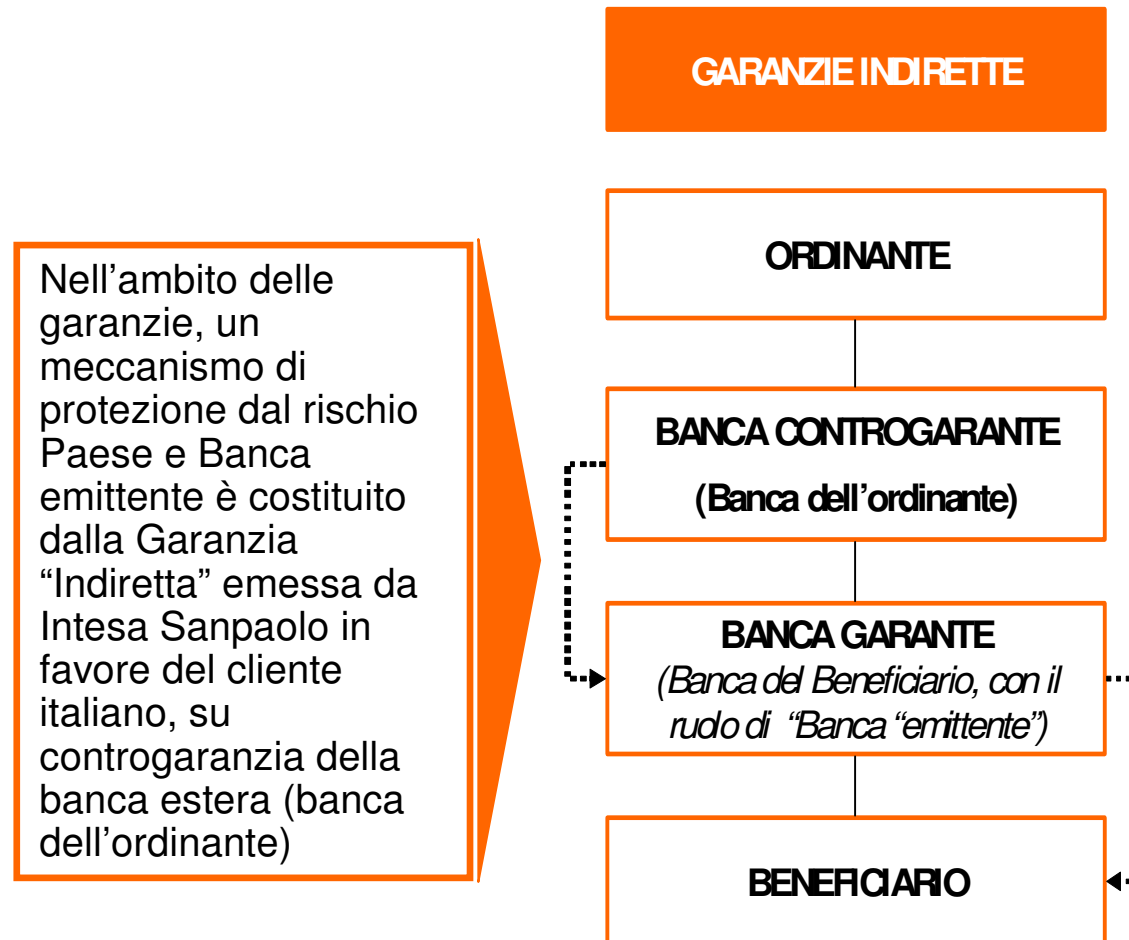 GARANZIE INDIRETTE
ORDINANTE
Nell’ambito delle
garanzie, un
meccanismo di
protezione dal rischio
Paese e Banca
emittente è costituito
dalla Garanzia
“Indiretta” emessa da
Intesa Sanpaolo in
favore del cliente
italiano, su
controgaranzia della
banca estera (banca
dell’ordinante)
BANCA CONTROGARANTE
(Banca dell’ordinante)
BANCA GARANTE
(Banca del Beneficiario, con il
ruolo di “Banca “emittente”)
BENEFICIARIO